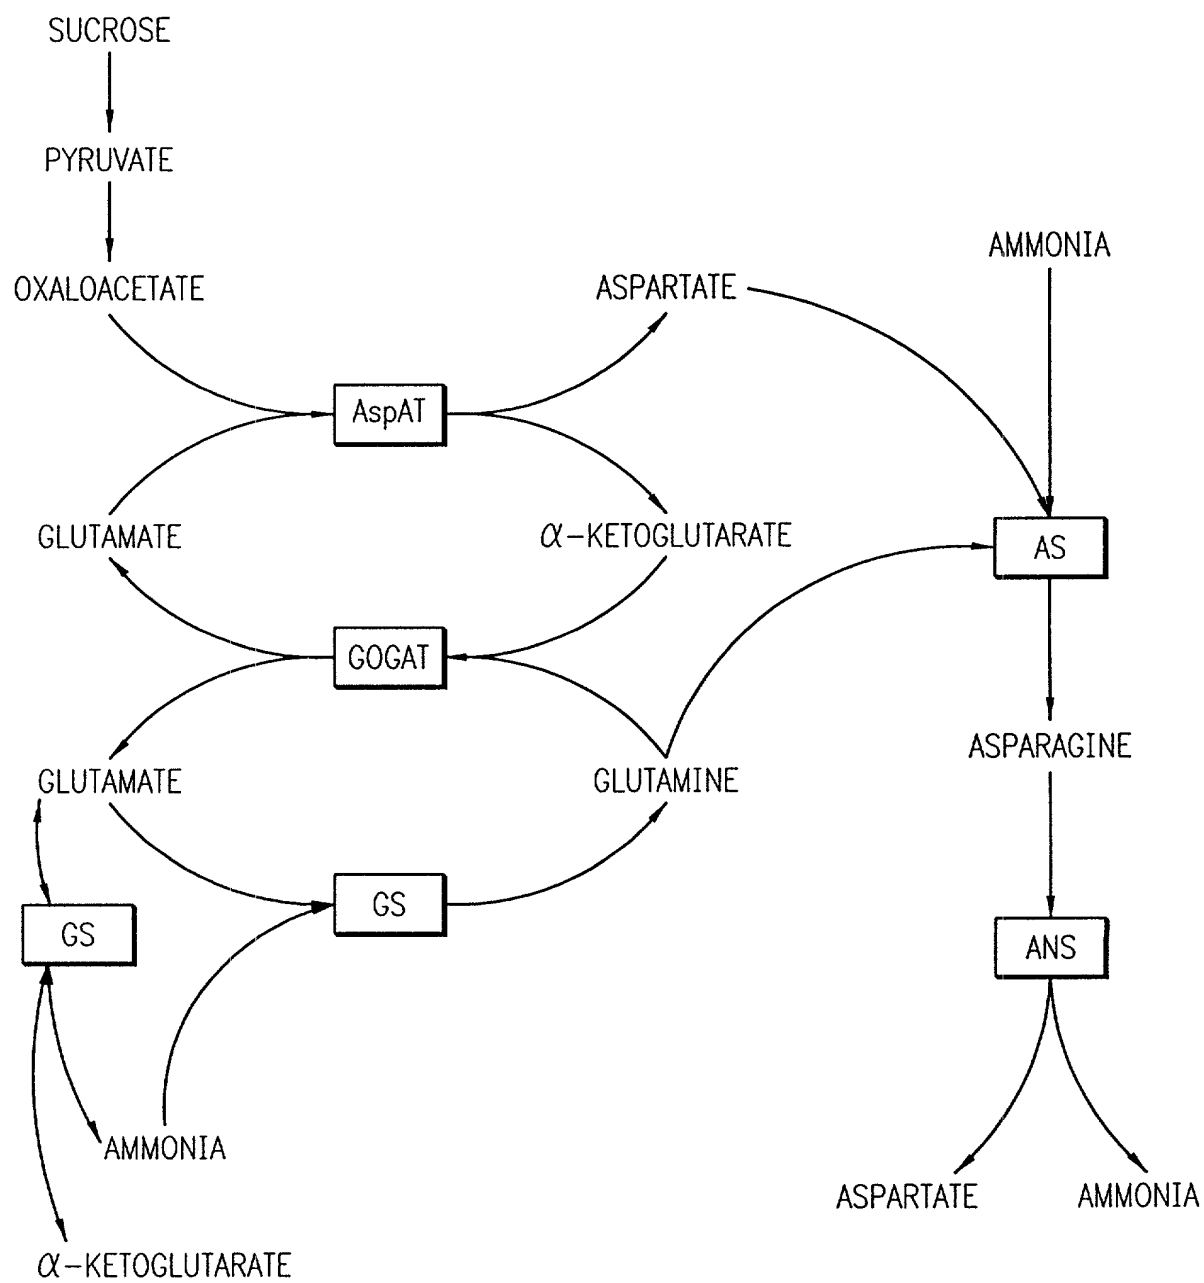 SUCROSE
PYRUVATE
AMMONIA
OXALOACETATE
ASPARTATE
AspAT
GLUTAMATE
α-KETOGLUTARATE
AS
GOGAT
ASPARAGINE
GLUTAMATE
GLUTAMINE
GS
GS
ANS
AMMONIA
ASPARTATE
AMMONIA
α-KETOGLUTARATE